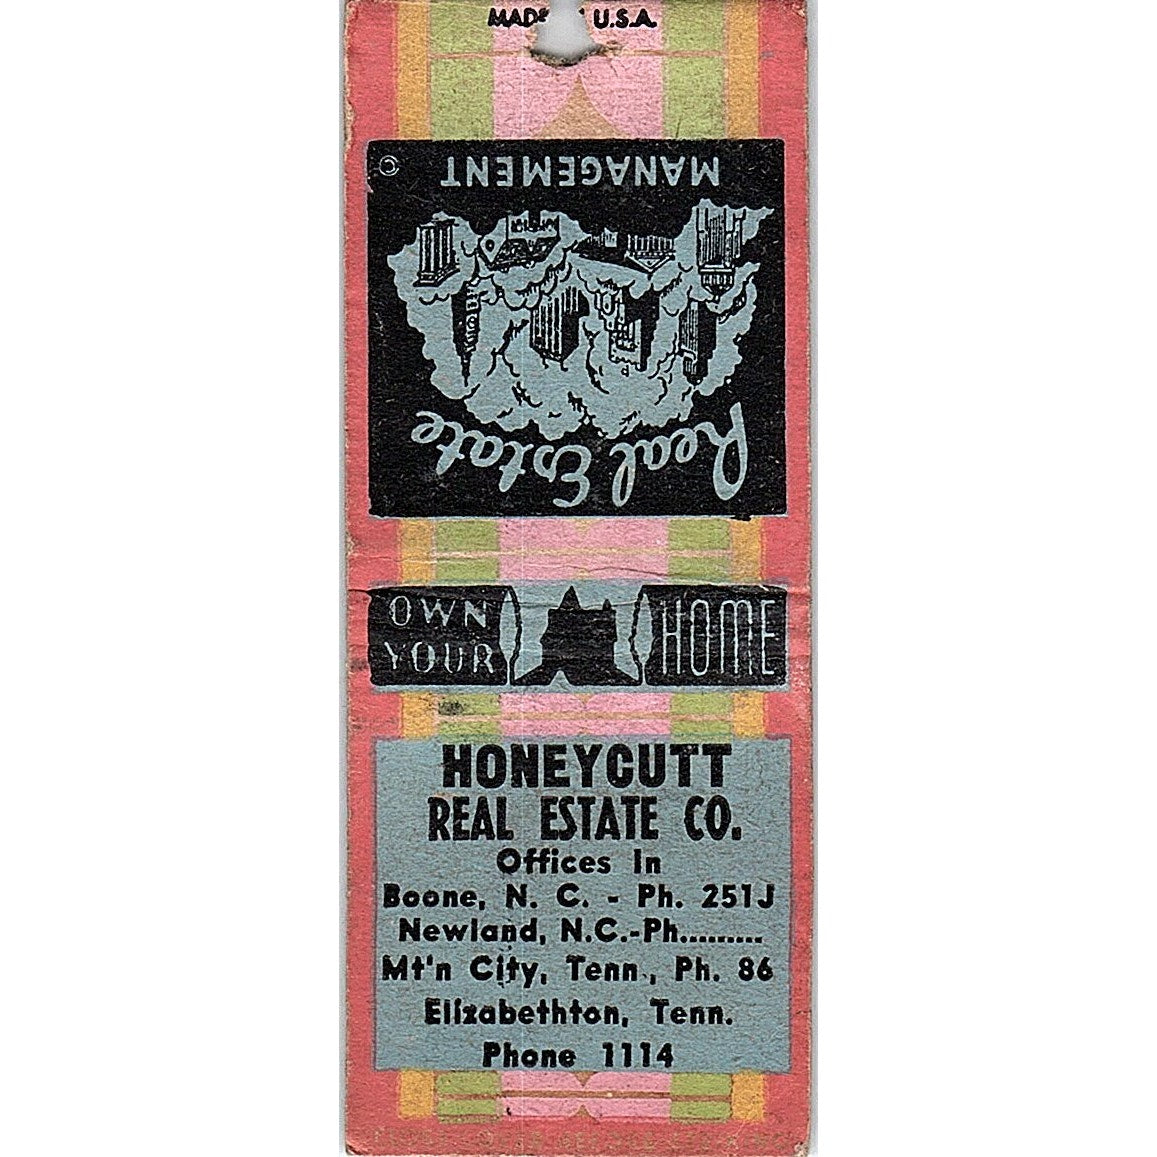 MADE U.S.A.
©
Real Estate
MANAGEMENT
OWN YOUR HOME
HONEYCUTT
REAL ESTATE CO.
Offices In
Boone, N. C. - Ph. 251J
Newland, N.C.-Ph.........
Mt'n City, Tenn., Ph. 86
Elizabethton, Tenn.
Phone 1114